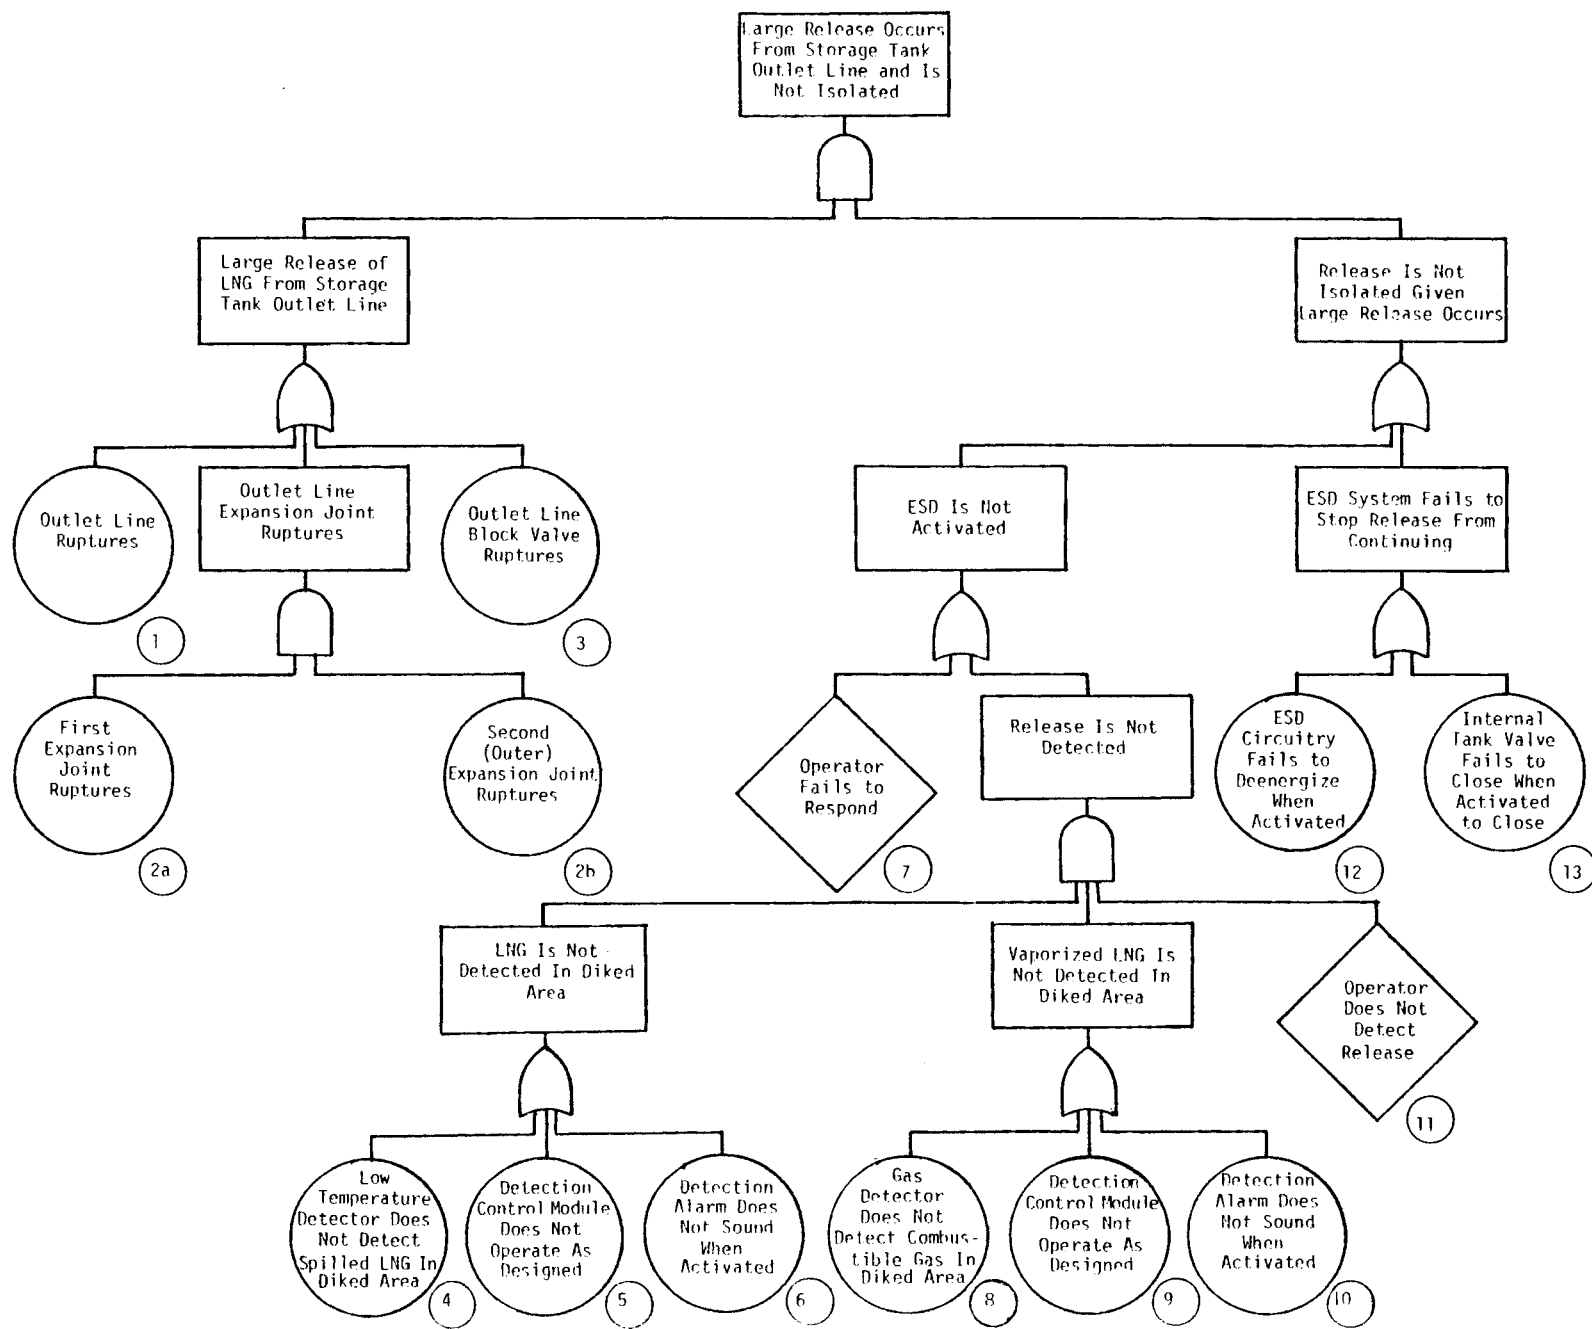 Large Release Occurs
From Storage Tank
Outlet Line and Is
Not Isolated
Large Release of
LNG From Storage
Tank Outlet Line
Release Is Not
Isolated Given
Large Release Occurs
Outlet Line
Ruptures
1
Outlet Line
Expansion Joint
Ruptures
Outlet Line
Block Valve
Ruptures
3
ESD Is Not
Activated
ESD System Fails to
Stop Release From
Continuing
First
Expansion
Joint
Ruptures
2a
Second
(Outer)
Expansion Joint
Ruptures
2b
Operator
Fails to
Respond
7
Release Is Not
Detected
ESD
Circuitry
Fails to
Deenergize
When
Activated
12
Internal
Tank Valve
Fails to
Close When
Activated
to Close
13
LNG Is Not
Detected In Diked
Area
Vaporized LNG Is
Not Detected In
Diked Area
Operator
Does Not
Detect
Release
11
Low
Temperature
Detector Does
Not Detect
Spilled LNG In
Diked Area
4
Detection
Control Module
Does Not
Operate As
Designed
5
Detection
Alarm Does
Not Sound
When
Activated
6
Gas
Detector
Does Not
Detect Combus-
tible Gas In
Diked Area
8
Detection
Control Module
Does Not
Operate As
Designed
9
Detection
Alarm Does
Not Sound
When
Activated
10